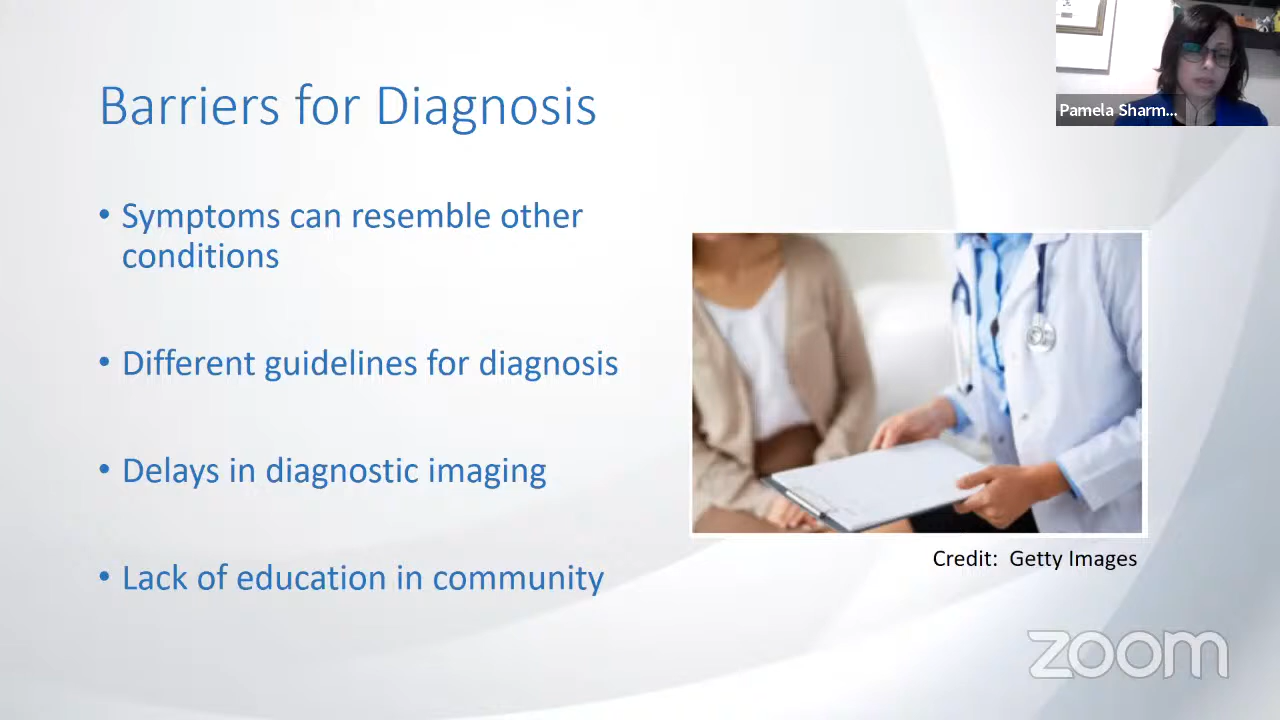 Barriers for Diagnosis
Pamela Sharm...
• Symptoms can resemble other
conditions
• Different guidelines for diagnosis
• Delays in diagnostic imaging
• Lack of education in community
Credit: Getty Images
zoom